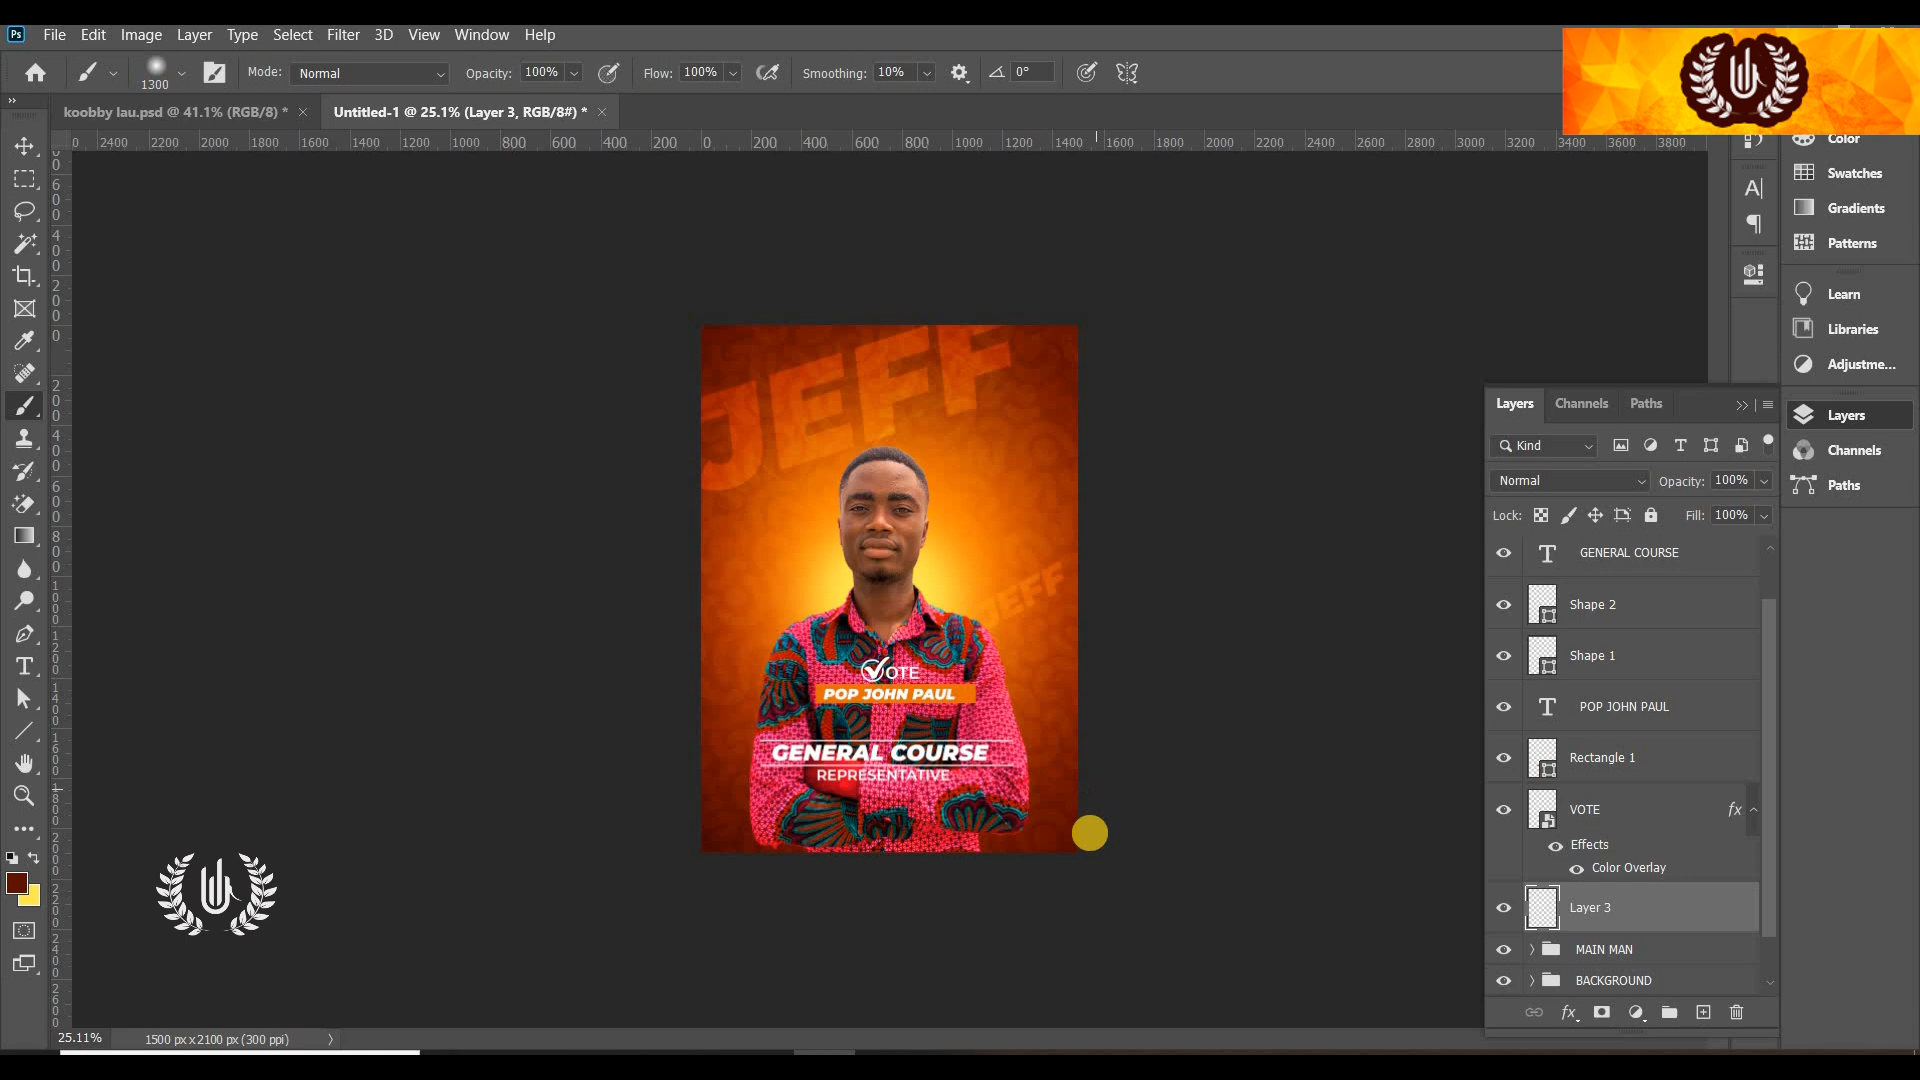 Ps File Edit Image Layer Type Select Filter 3D View Window Help
1300 Mode: Normal Opacity: 100% Flow: 100% Smoothing: 10% 0°
koobby lau.psd @ 41.1% (RGB/8) * × Untitled-1 @ 25.1% (Layer 3, RGB/8#) * ×
0 2400 2200 2000 1800 1600 1400 1200 1000 800 600 400 200 0 200 400 600 800 1000 1200 1400 1600 1800 2000 2200 2400 2600 2800 3000 3200 3400 3600 3800
Color
Swatches
Gradients
Patterns
Learn
Libraries
Adjustme...
Layers
Channels
Paths
JEFF
JEFF
VOTE
POP JOHN PAUL
GENERAL COURSE
REPRESENTATIVE
Layers Channels Paths
Kind
Normal Opacity: 100%
Lock: Fill: 100%
GENERAL COURSE
Shape 2
Shape 1
POP JOHN PAUL
Rectangle 1
VOTE fx
Effects
Color Overlay
Layer 3
MAIN MAN
BACKGROUND
fx
25.11% 1500 px x 2100 px (300 ppi)